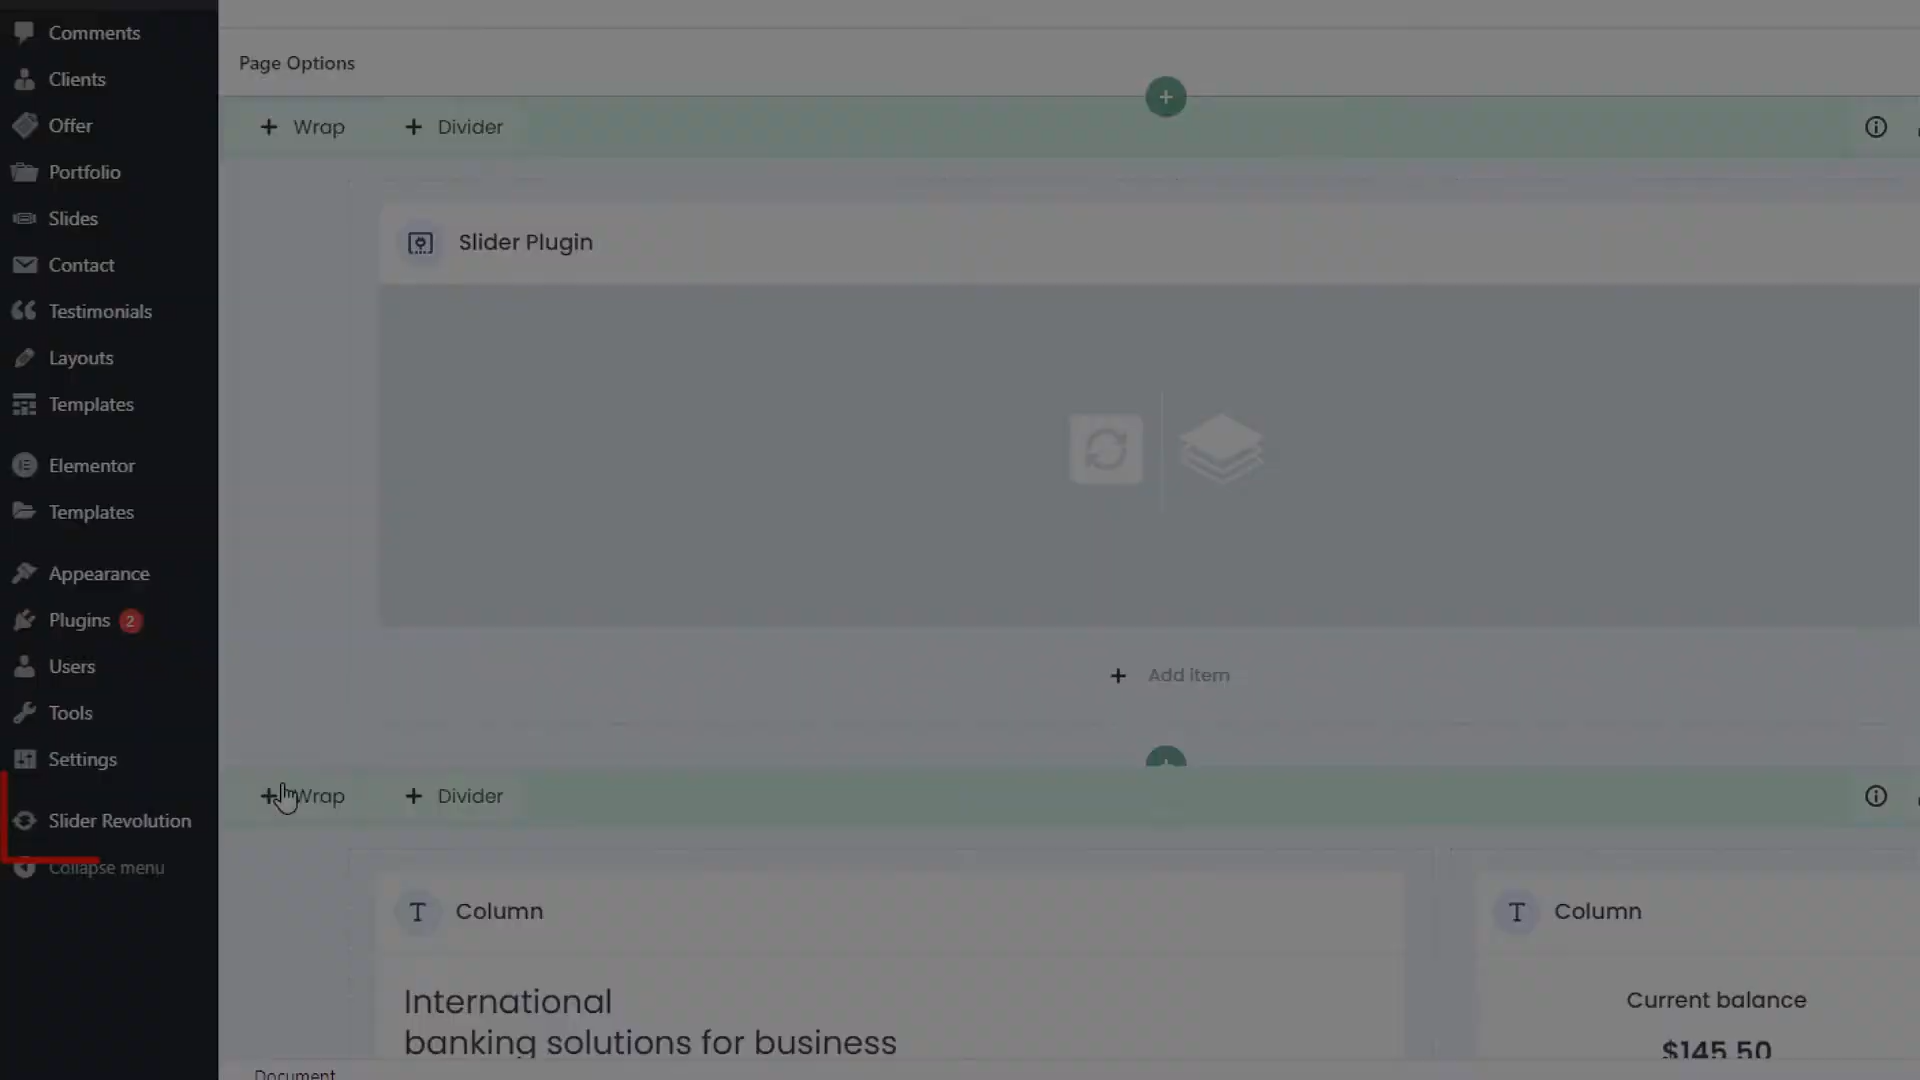 Comments
Clients
Offer
Portfolio
Slides
Contact
Testimonials
Layouts
Templates
Elementor
Templates
Appearance
Plugins 2
Users
Tools
Settings
Slider Revolution
Collapse menu
Page Options
Wrap Divider
Slider Plugin
Add item
Wrap Divider
T Column
International
banking solutions for business
T Column
Current balance
$145.50
Document